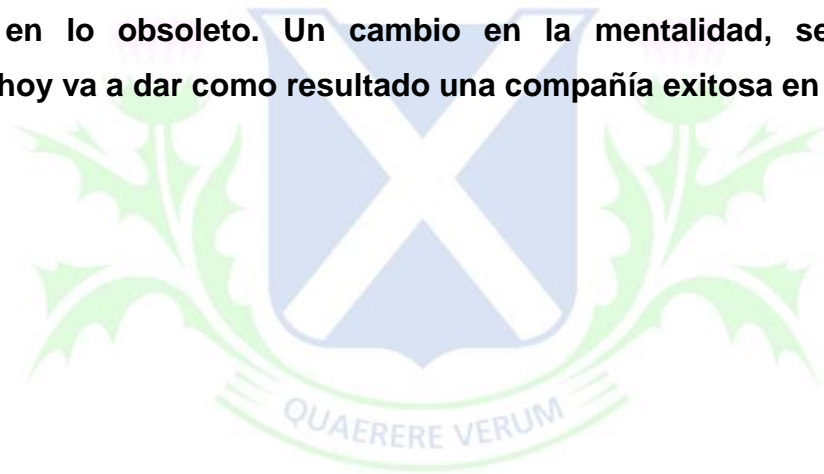 en lo obsoleto. Un cambio en la mentalidad, se
hoy va a dar como resultado una compañía exitosa en
QUAERERE VERUM